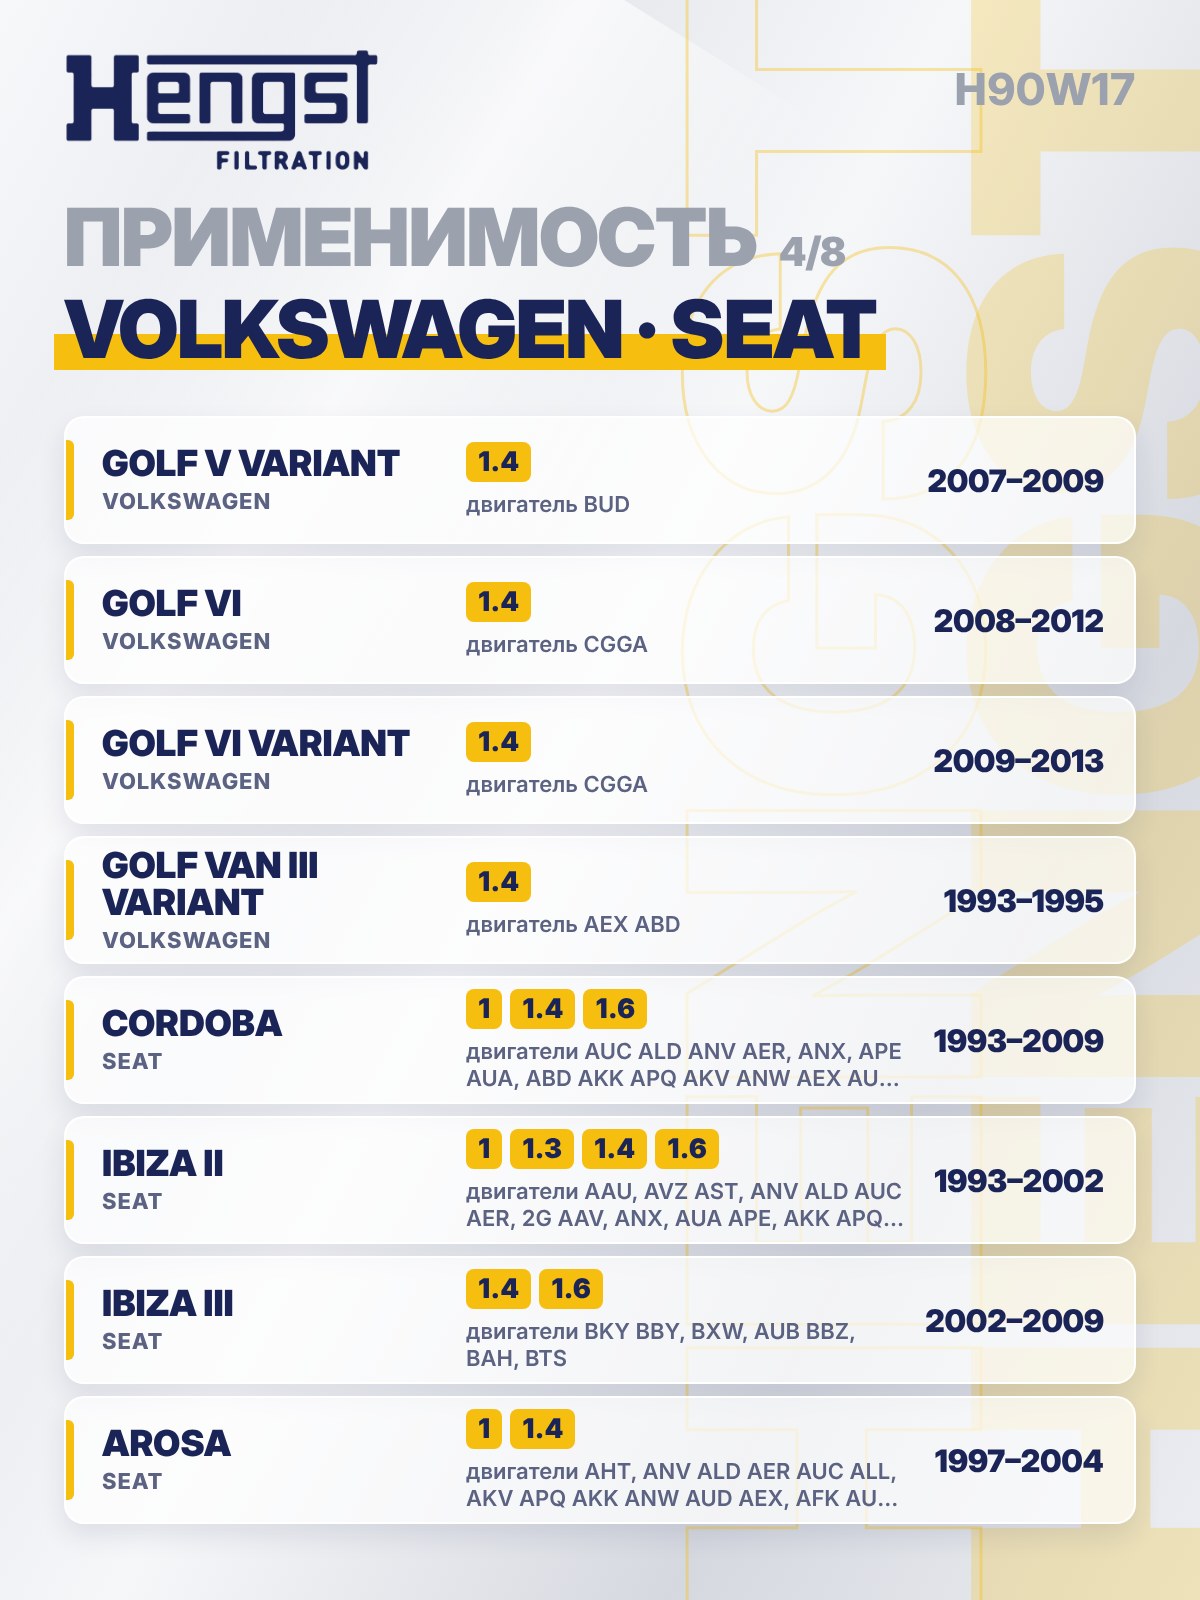 Hengst
FILTRATION
H90W17
ПРИМЕНИМОСТЬ 4/8
VOLKSWAGEN · SEAT
GOLF V VARIANT
VOLKSWAGEN
1.4
двигатель BUD
2007–2009
GOLF VI
VOLKSWAGEN
1.4
двигатель CGGA
2008–2012
GOLF VI VARIANT
VOLKSWAGEN
1.4
двигатель CGGA
2009–2013
GOLF VAN III
VARIANT
VOLKSWAGEN
1.4
двигатель AEX ABD
1993–1995
CORDOBA
SEAT
1 1.4 1.6
двигатели AUC ALD ANV AER, ANX, APE
AUA, ABD AKK APQ AKV ANW AEX AU...
1993–2009
IBIZA II
SEAT
1 1.3 1.4 1.6
двигатели AAU, AVZ AST, ANV ALD AUC
AER, 2G AAV, ANX, AUA APE, AKK APQ...
1993–2002
IBIZA III
SEAT
1.4 1.6
двигатели BKY BBY, BXW, AUB BBZ,
BAH, BTS
2002–2009
AROSA
SEAT
1 1.4
двигатели AHT, ANV ALD AER AUC ALL,
AKV APQ AKK ANW AUD AEX, AFK AU...
1997–2004
HENGST
HENGST